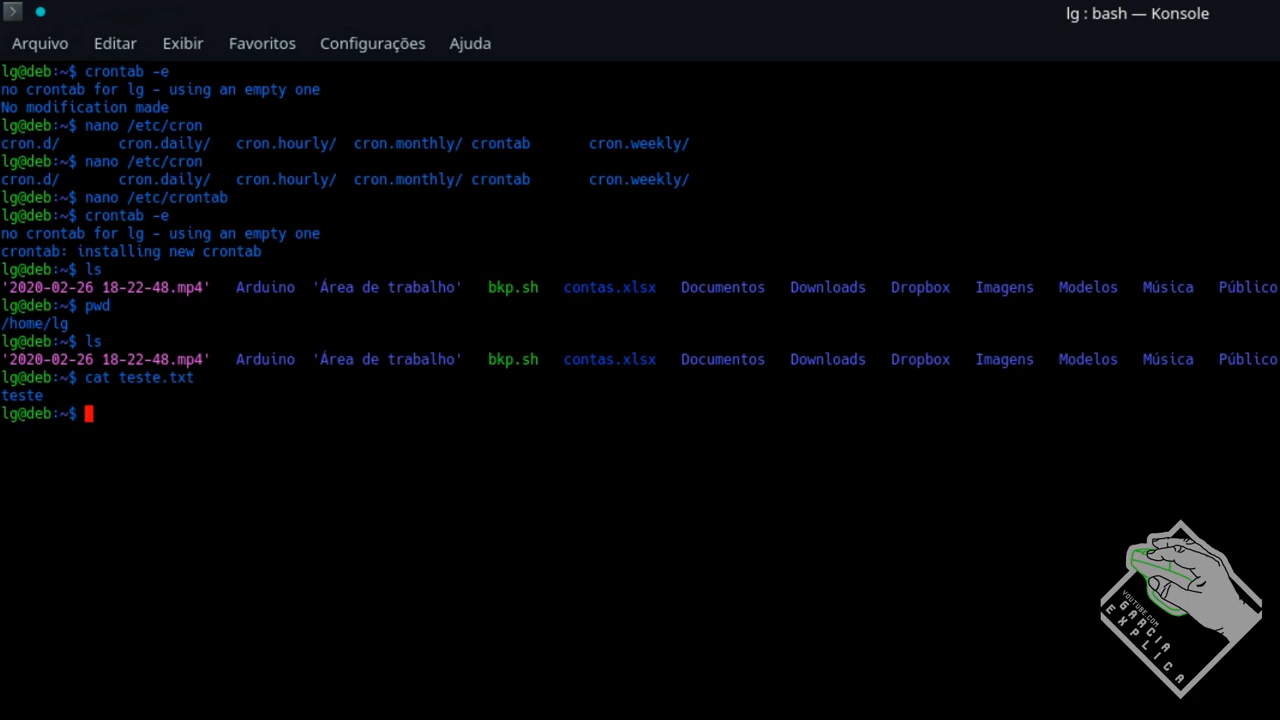 lg : bash — Konsole
Arquivo Editar Exibir Favoritos Configurações Ajuda
lg@deb:~$ crontab -e
no crontab for lg - using an empty one
No modification made
lg@deb:~$ nano /etc/cron
cron.d/ cron.daily/ cron.hourly/ cron.monthly/ crontab cron.weekly/
lg@deb:~$ nano /etc/cron
cron.d/ cron.daily/ cron.hourly/ cron.monthly/ crontab cron.weekly/
lg@deb:~$ nano /etc/crontab
lg@deb:~$ crontab -e
no crontab for lg - using an empty one
crontab: installing new crontab
lg@deb:~$ ls
'2020-02-26 18-22-48.mp4' Arduino 'Área de trabalho' bkp.sh contas.xlsx Documentos Downloads Dropbox Imagens Modelos Música Público
lg@deb:~$ pwd
/home/lg
lg@deb:~$ ls
'2020-02-26 18-22-48.mp4' Arduino 'Área de trabalho' bkp.sh contas.xlsx Documentos Downloads Dropbox Imagens Modelos Música Público
lg@deb:~$ cat teste.txt
teste
lg@deb:~$
YOUTUBE.COM
GARCIA
EXPLICA